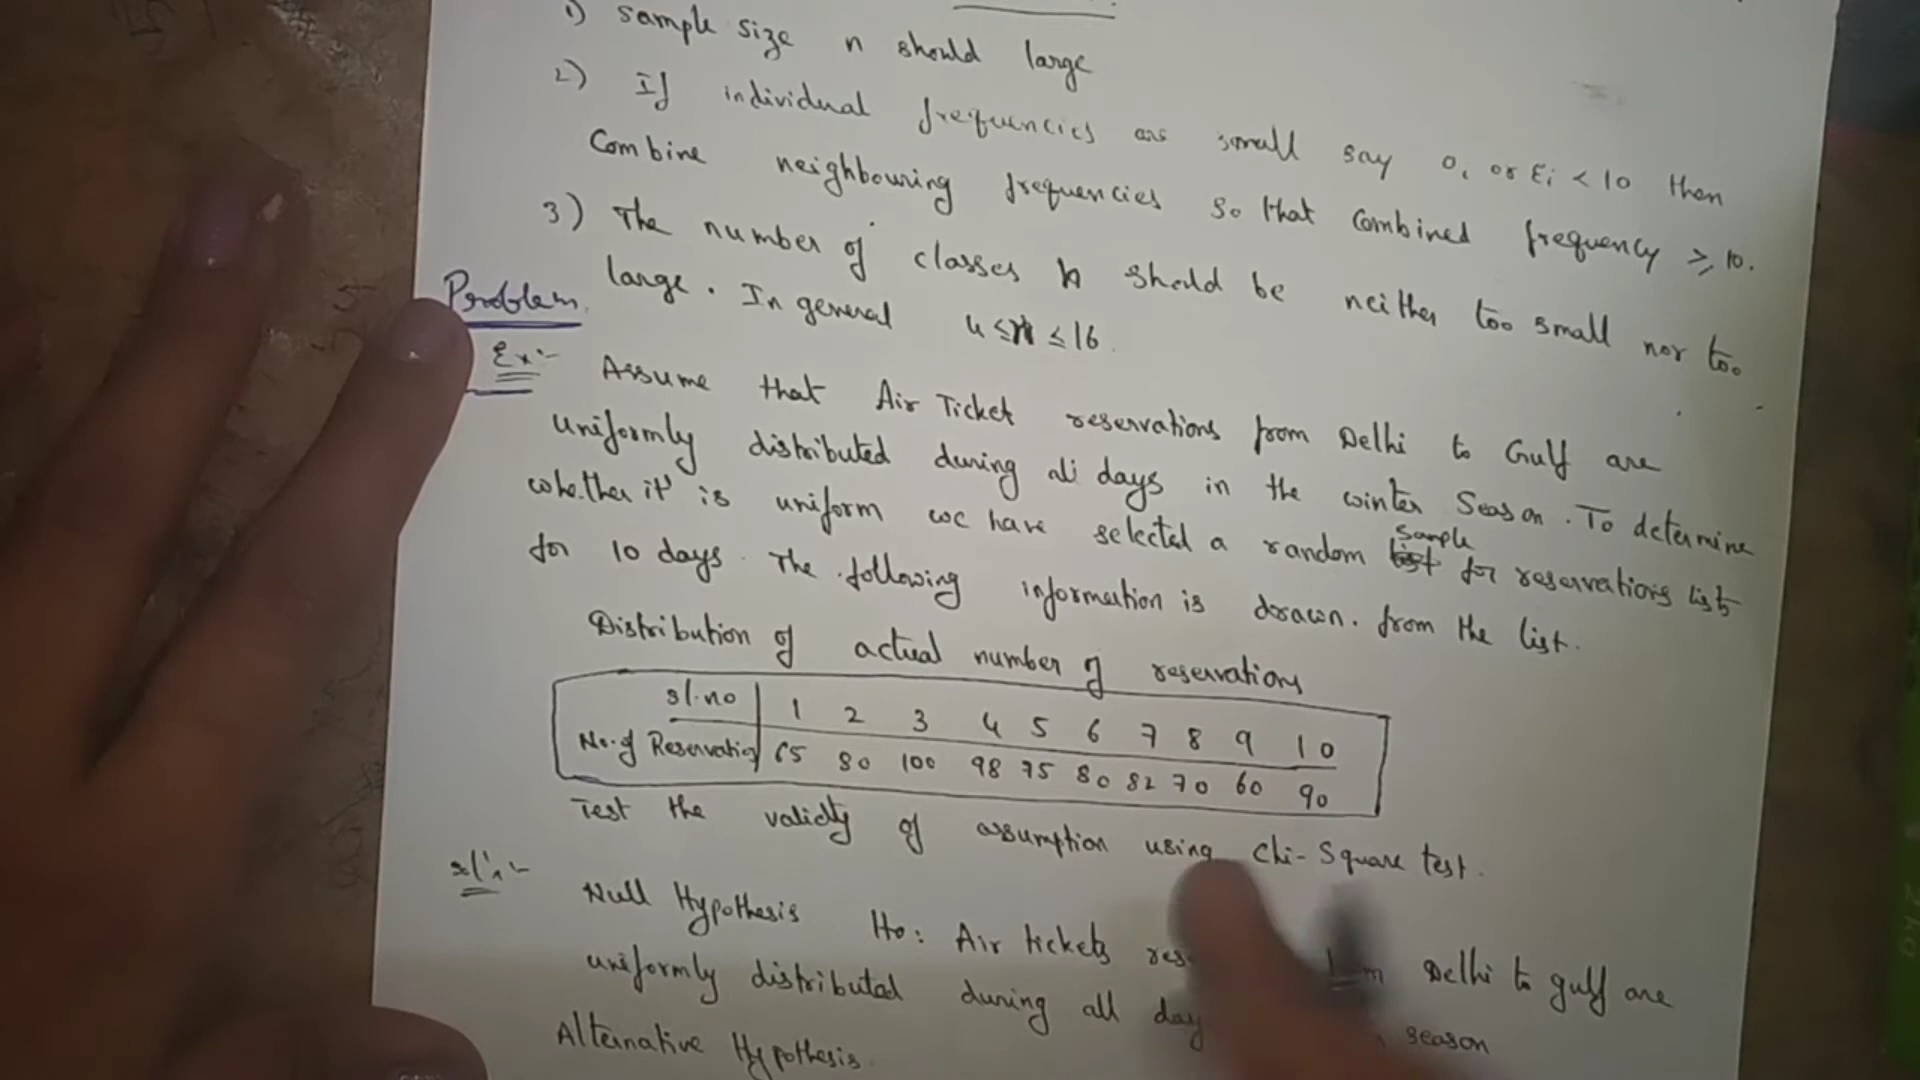 1) sample size n should large
2) If individual frequencies are small say Oi or Ei < 10 then
Combine neighbouring frequencies so that combined frequency ≥ 10.
3) The number of classes n should be neither too small nor too
large. In general 4 ≤ n ≤ 16.
Problem
Ex:- Assume that Air Ticket reservations from Delhi to Gulf are
uniformly distributed during all days in the winter Season. To determine
whether it is uniform we have selected a random sample for reservations lists
for 10 days. The following information is drawn. from the list.
Distribution of actual number of reservations
sl.no 1 2 3 4 5 6 7 8 9 10
No. of Reservation 65 80 100 98 75 80 82 70 60 90
Test the validity of assumption using Chi-Square test.
Null Hypothesis Ho: Air tickets Delhi to gulf are
uniformly distributed during all season
Alternative Hypothesis